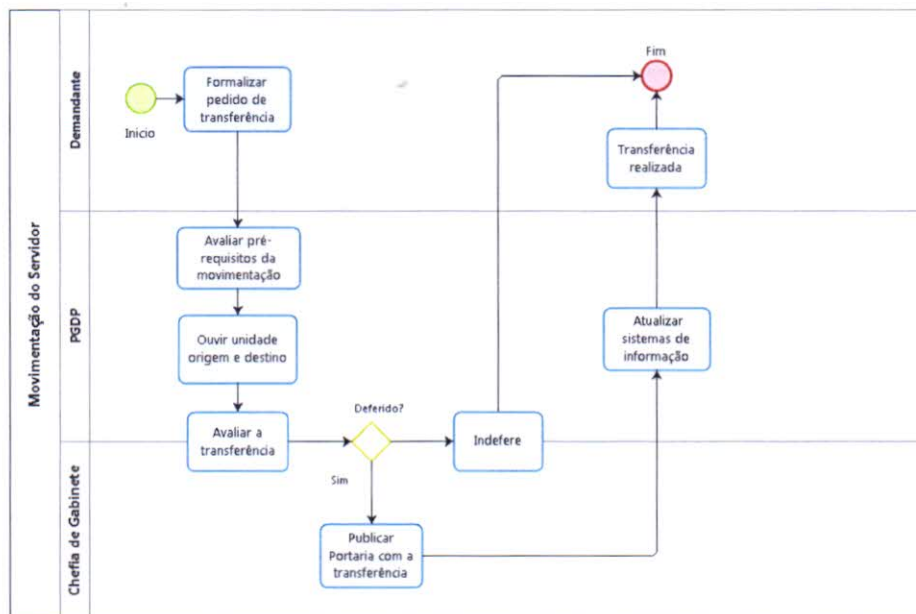 Movimentação do Servidor
Demandante
Inicio
Formalizar
pedido de
transferência
Fim
Transferência
realizada
PGDP
Avaliar pré-
requisitos da
movimentação
Ouvir unidade
origem e destino
Avaliar a
transferência
Deferido?
Sim
Indefere
Atualizar
sistemas de
informação
Chefia de Gabinete
Publicar
Portaria com a
transferência